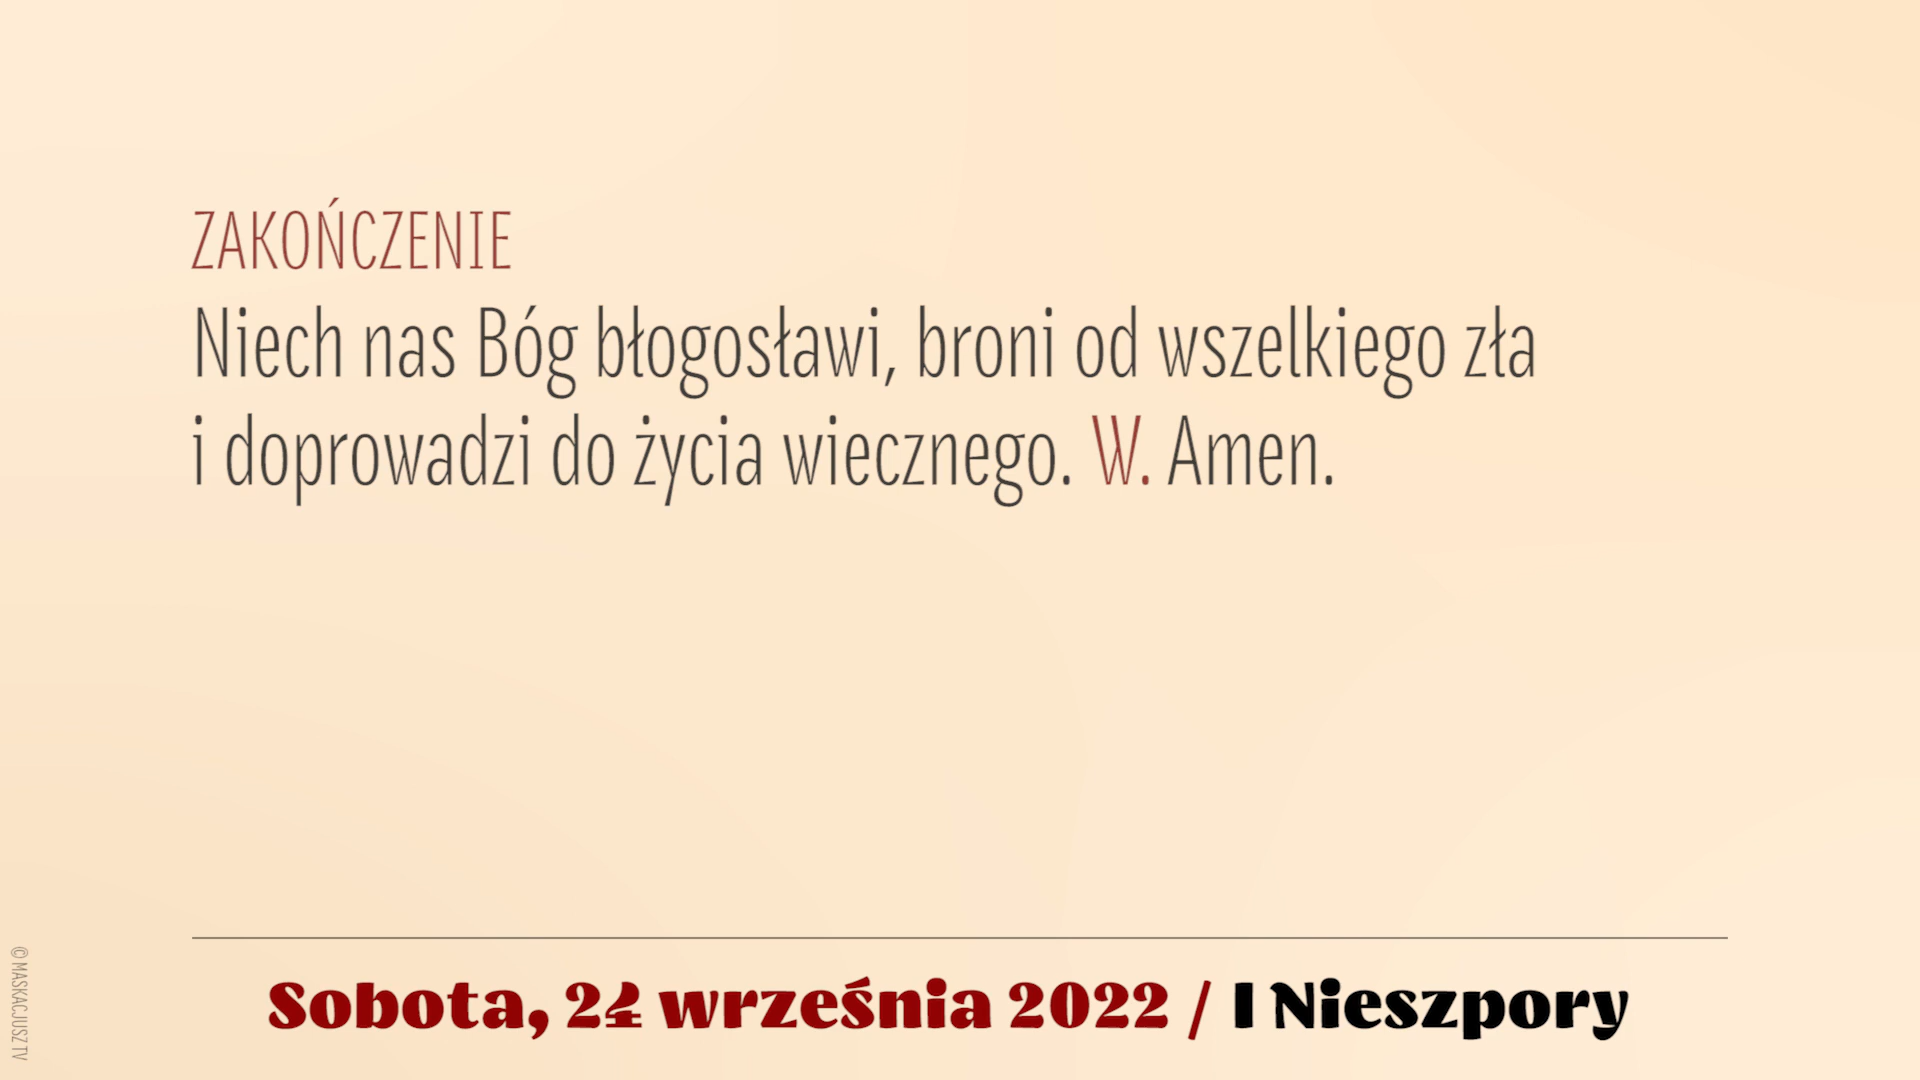 ZAKOŃCZENIE
Niech nas Bóg błogosławi, broni od wszelkiego zła
i doprowadzi do życia wiecznego. W. Amen.
Sobota, 24 września 2022 / I Nieszpory
© MASKACJUSZ TV